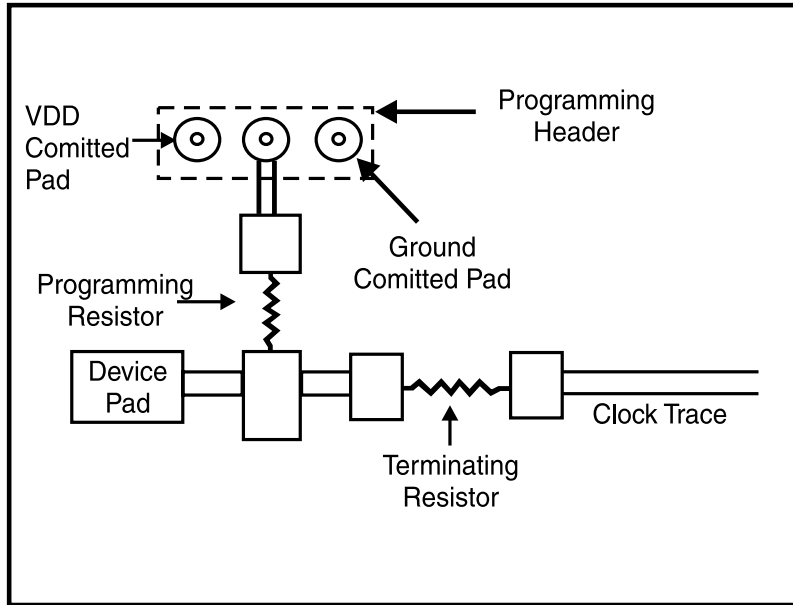 VDD
Comitted
Pad
Programming
Header
Ground
Comitted Pad
Programming
Resistor
Device
Pad
Clock Trace
Terminating
Resistor